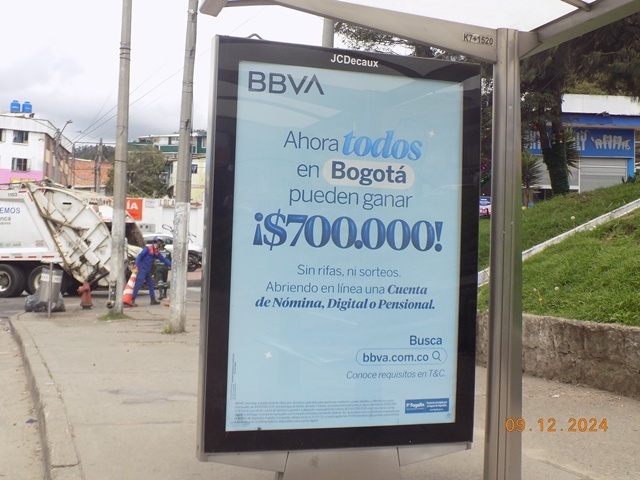 K7+1520
JCDecaux
BBVA
Ahora todos
en Bogotá
pueden ganar
¡$700.000!
Sin rifas, ni sorteos.
Abriendo en línea una Cuenta
de Nómina, Digital o Pensional.
Busca
bbva.com.co
Conoce requisitos en T&C.
09.12.2024